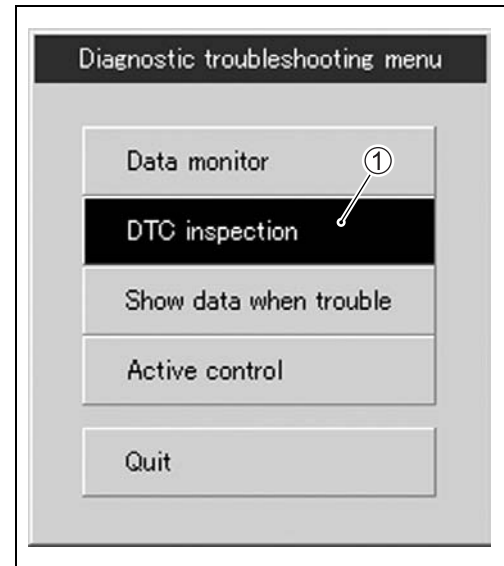 Diagnostic troubleshooting menu
Data monitor
①
DTC inspection
Show data when trouble
Active control
Quit